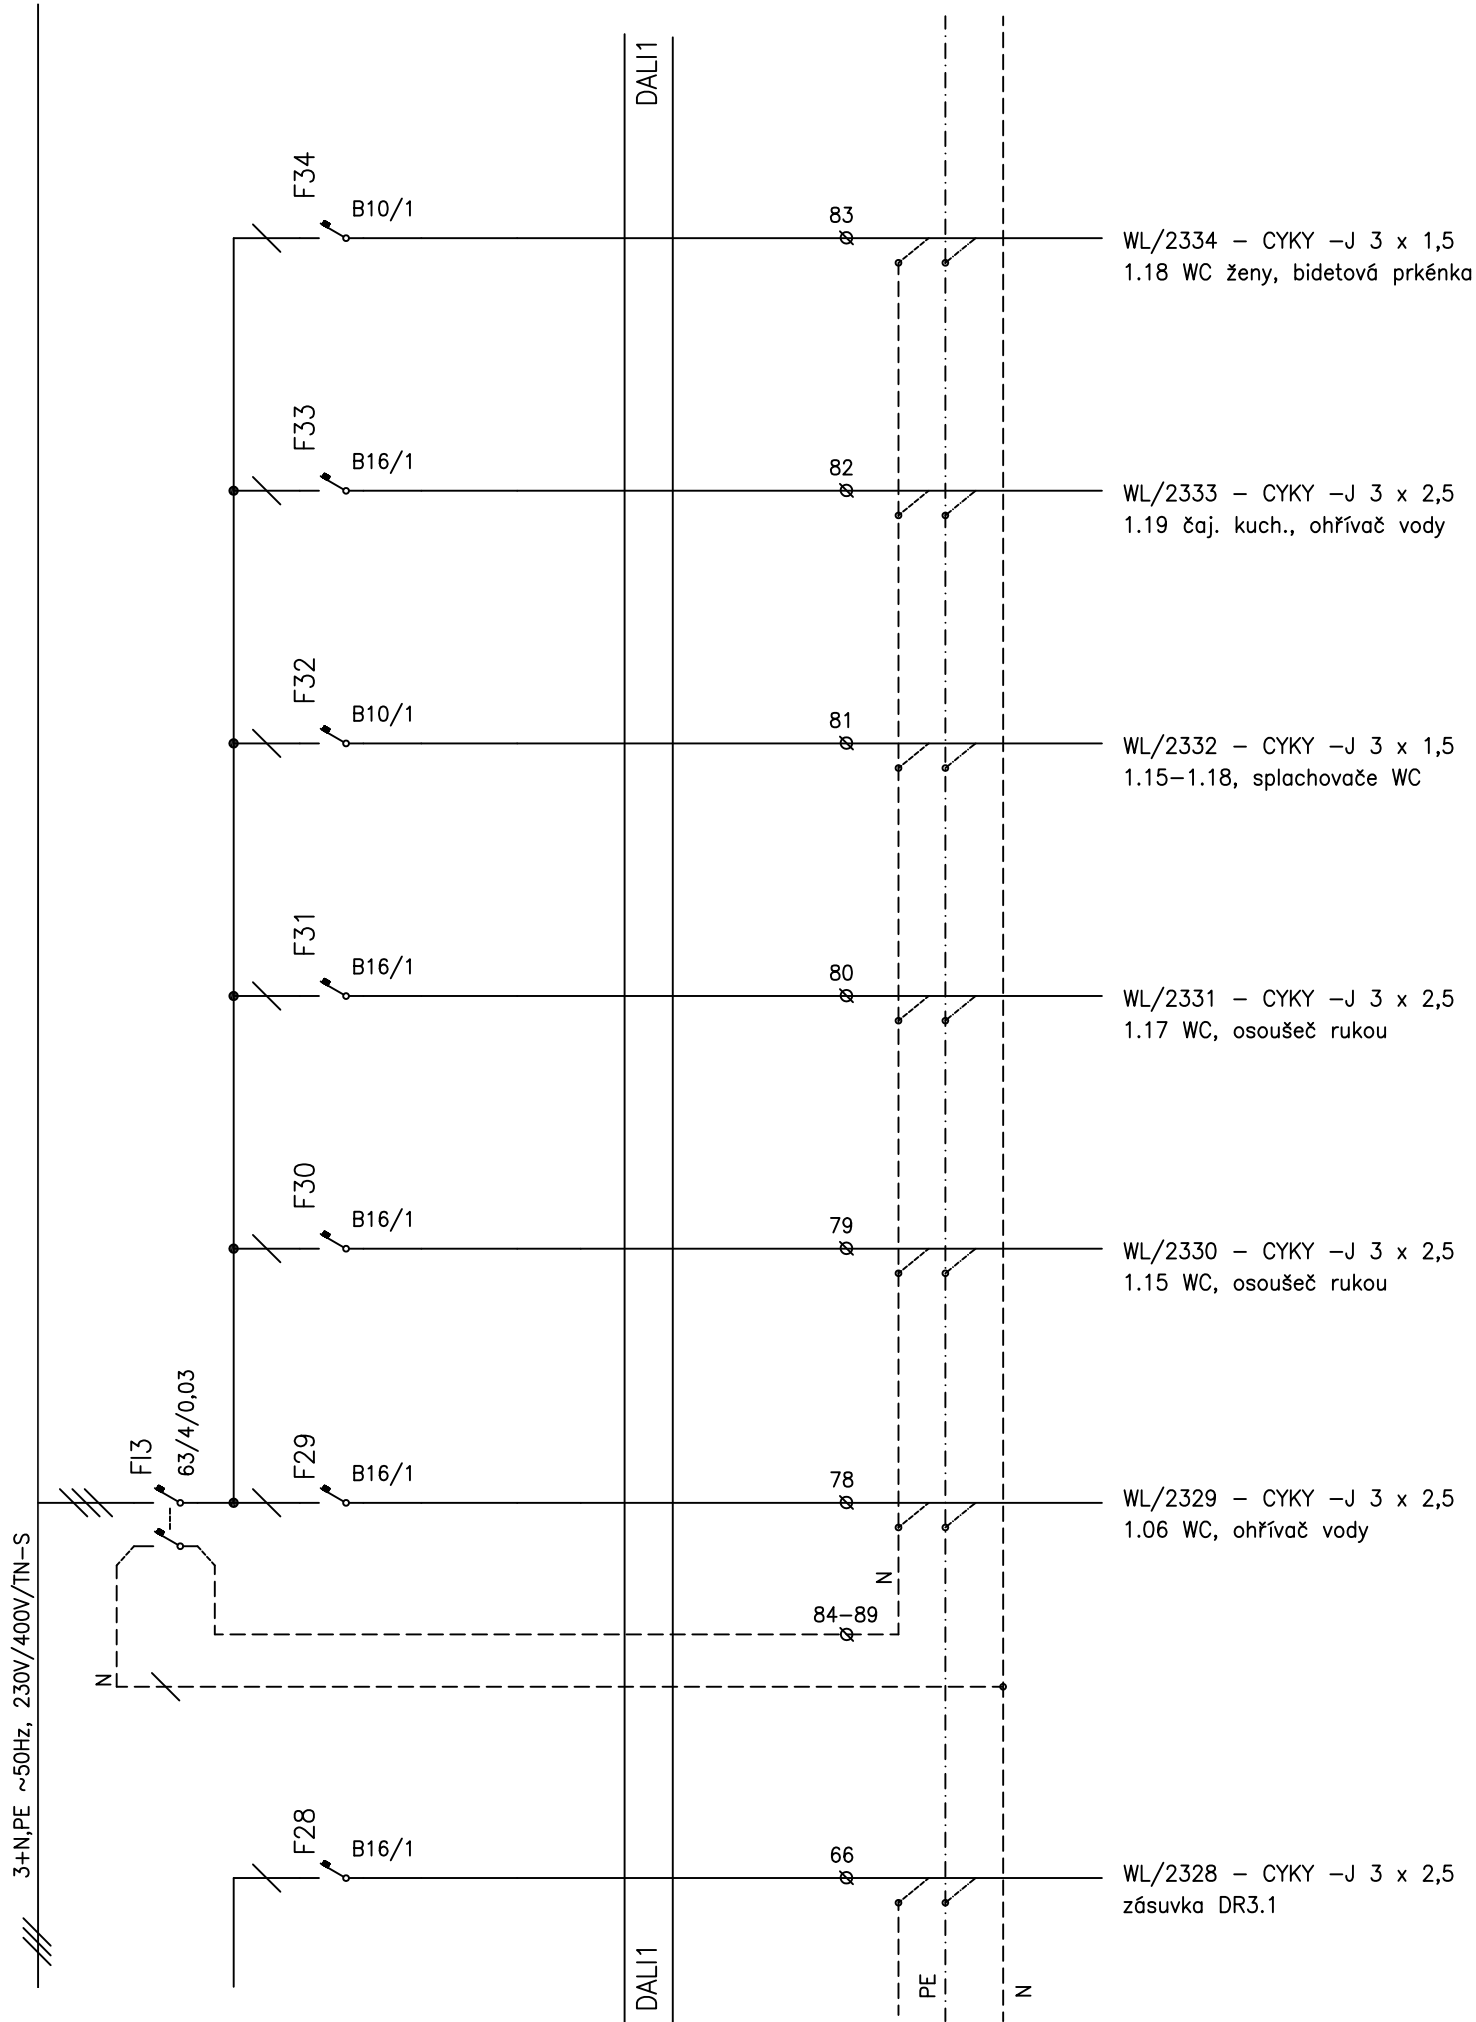 DALI1
F34
B10/1
83
WL/2334 – CYKY –J 3 x 1,5
1.18 WC ženy, bidetová prkénka
F33
B16/1
82
WL/2333 – CYKY –J 3 x 2,5
1.19 čaj. kuch., ohřívač vody
F32
B10/1
81
WL/2332 – CYKY –J 3 x 1,5
1.15–1.18, splachovače WC
F31
B16/1
80
WL/2331 – CYKY –J 3 x 2,5
1.17 WC, osoušeč rukou
F30
B16/1
79
WL/2330 – CYKY –J 3 x 2,5
1.15 WC, osoušeč rukou
FI3
63/4/0,03
F29
B16/1
78
WL/2329 – CYKY –J 3 x 2,5
1.06 WC, ohřívač vody
N
84–89
N
3+N,PE ~50Hz, 230V/400V/TN–S
F28
B16/1
66
WL/2328 – CYKY –J 3 x 2,5
zásuvka DR3.1
DALI1
PE
N